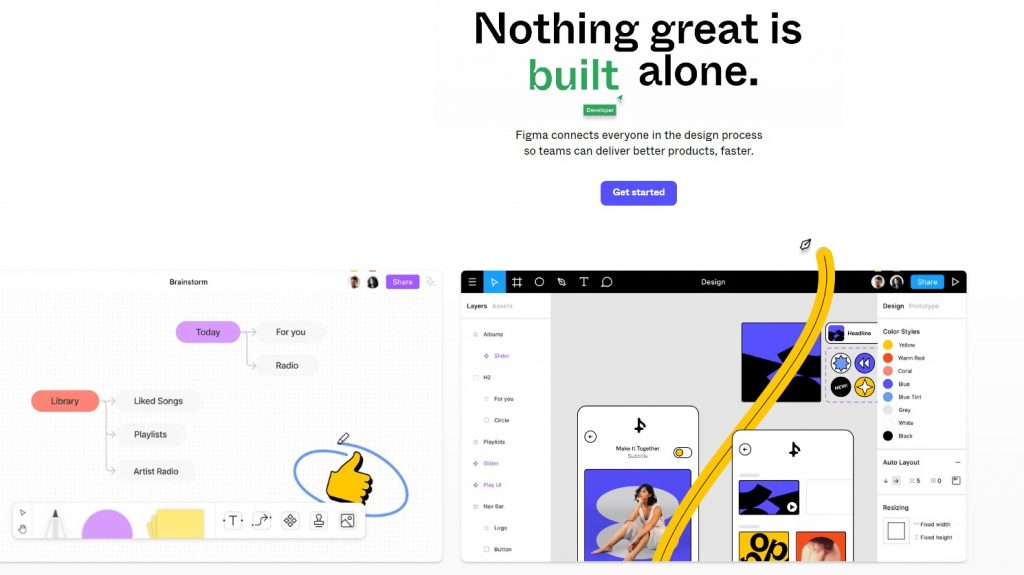 Nothing great is
built alone.
Developer
Figma connects everyone in the design process
so teams can deliver better products, faster.
Get started
Brainstorm
Share
Today
For you
Radio
Library
Liked Songs
Playlists
Artist Radio
T
T
Design
Share
Layers Assets
Albums
Slider
H2
For you
Circle
Playlists
Slider
Play UI
Nav Bar
Logo
Button
Headline
NEW!
Make It Together
Subtitle
Design Prototype
Color Styles
Yellow
Warm Red
Coral
Blue
Blue Tint
Grey
White
Black
Auto Layout
5 0
Resizing
Fixed width
Fixed height